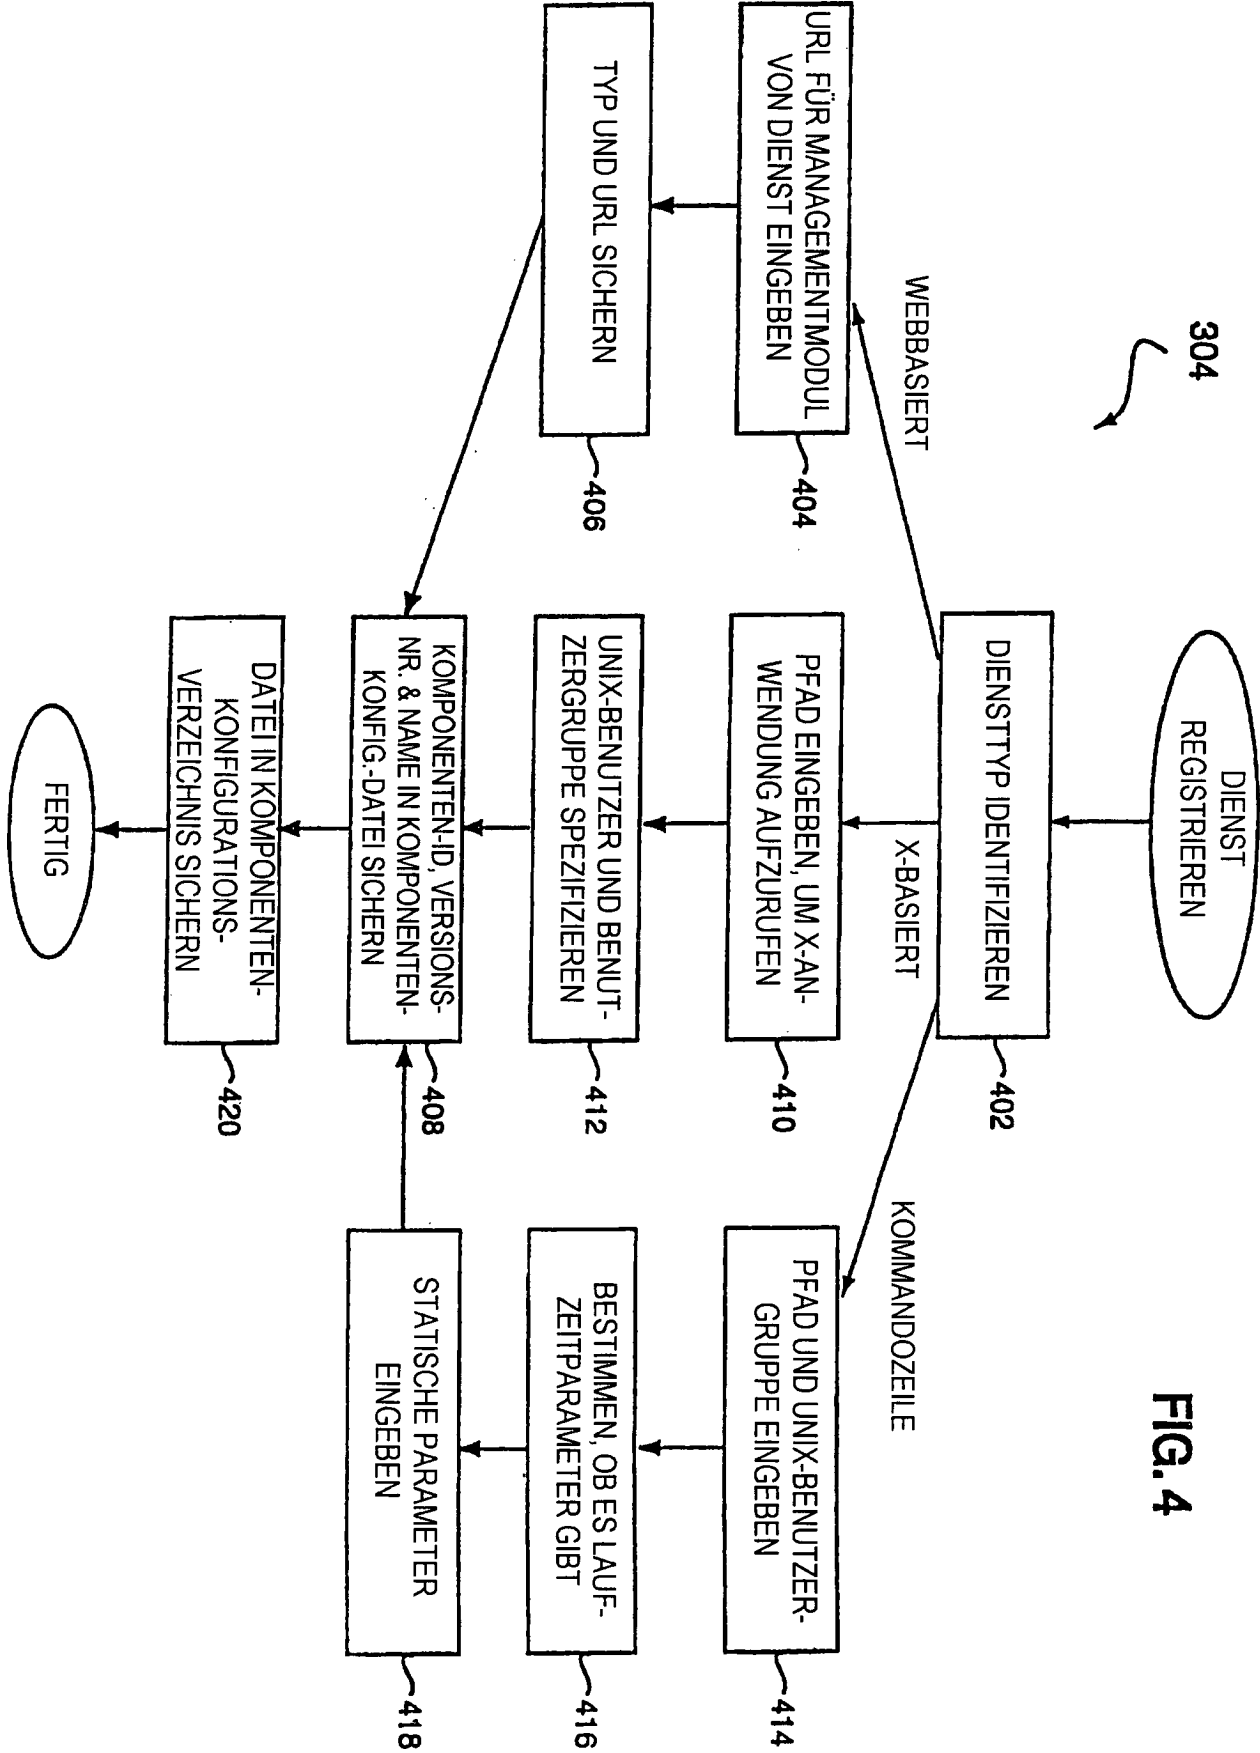 FIG. 4
304
DIENST
REGISTRIEREN
DIENSTTYP IDENTIFIZIEREN
402
WEBBASIERT
X-BASIERT
KOMMANDOZEILE
URL FÜR MANAGEMENTMODUL
VON DIENST EINGEBEN
404
PFAD EINGEBEN, UM X-AN-
WENDUNG AUFZURUFEN
410
PFAD UND UNIX-BENUTZER-
GRUPPE EINGEBEN
414
TYP UND URL SICHERN
406
UNIX-BENUTZER UND BENUT-
ZERGRUPPE SPEZIFIZIEREN
412
BESTIMMEN, OB ES LAUF-
ZEITPARAMETER GIBT
416
KOMPONENTEN-ID, VERSIONS-
NR. & NAME IN KOMPONENTEN-
KONFIG.-DATEI SICHERN
408
STATISCHE PARAMETER
EINGEBEN
418
DATEI IN KOMPONENTEN-
KONFIGURATIONS-
VERZEICHNIS SICHERN
420
FERTIG